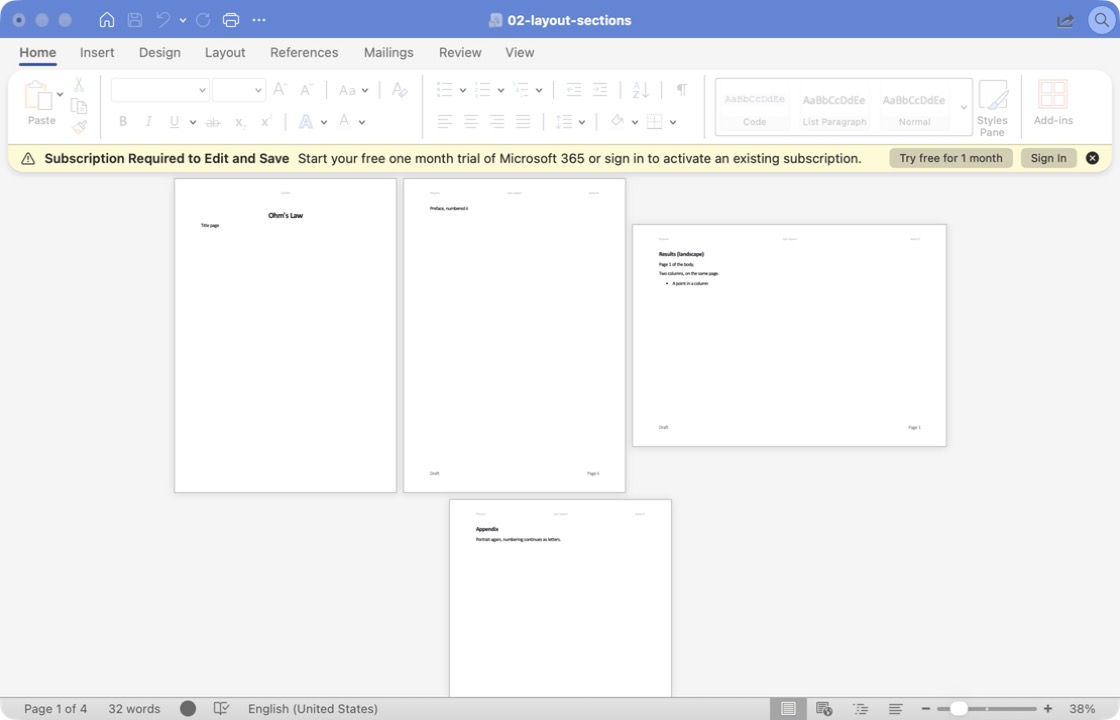 02-layout-sections
Home Insert Design Layout References Mailings Review View
Paste
Aa
AaBbCcDdEe AaBbCcDdEe AaBbCcDdEe
Code List Paragraph Normal
Styles Pane
Add-ins
Subscription Required to Edit and Save Start your free one month trial of Microsoft 365 or sign in to activate an existing subscription. Try free for 1 month Sign In
Ohm's Law
Title page
Preface, numbered ii
Draft Page ii
Results (landscape)
Page 1 of the body.
Two columns, on the same page.
• A point in a column
Draft Page 1
Appendix
Portrait again, numbering continues as letters.
Page 1 of 4 32 words English (United States) 38%